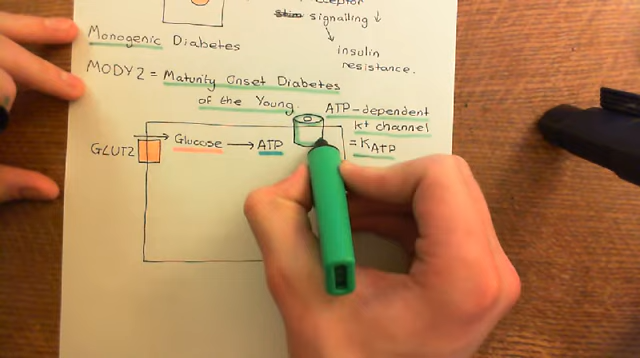 signalling ↓
insulin
resistance.
Monogenic Diabetes
MODY2 = Maturity Onset Diabetes
of the Young.
ATP-dependent
K+ channel
= KATP
GLUT2 → Glucose → ATP